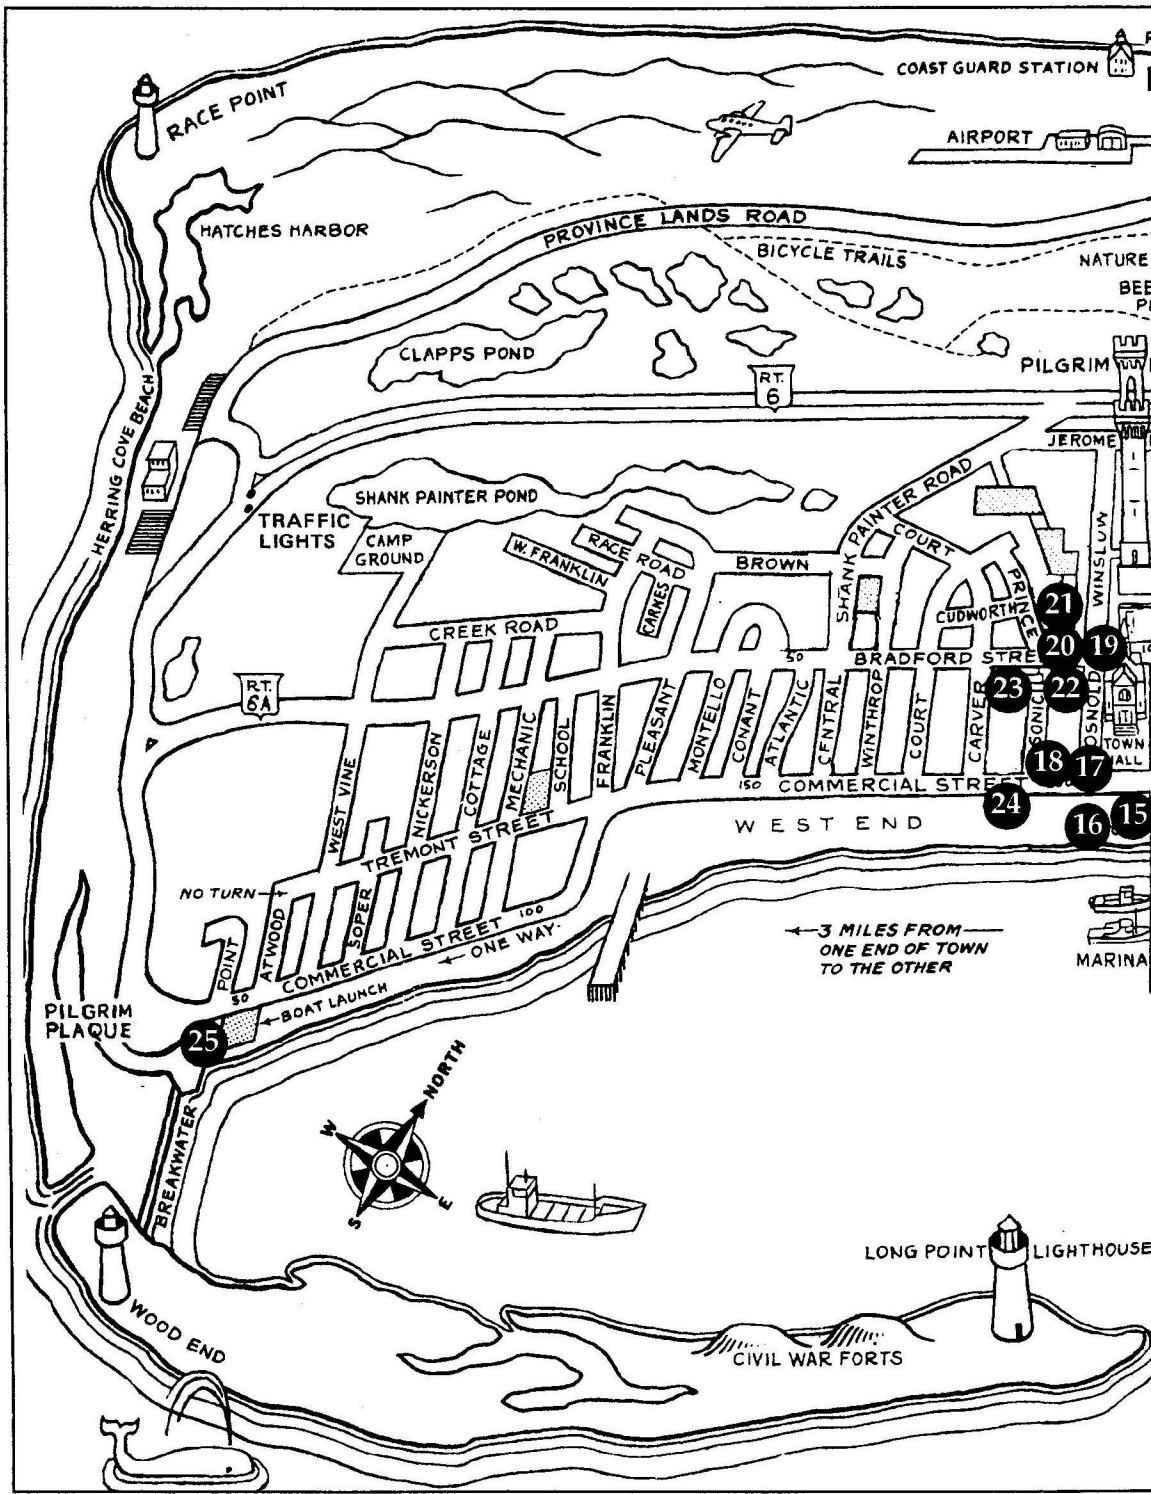 COAST GUARD STATION
RACE POINT
AIRPORT
HATCHES HARBOR
PROVINCE LANDS ROAD
BICYCLE TRAILS
NATURE
BEE
P
CLAPPS POND
PILGRIM
RT.
6
HERRING COVE BEACH
JEROME
SHANK PAINTER ROAD
SHANK PAINTER POND
TRAFFIC
LIGHTS
CAMP
GROUND
W. FRANKLIN
RACE ROAD
CARNES
BROWN
SHANK
COURT
PRINCE
WINSLOW
CUDWORTH
21
CREEK ROAD
50
BRADFORD STRE
20
19
RT.
6A
23
22
WEST VINE
NICKERSON
COTTAGE
MECHANIC
SCHOOL
FRANKLIN
PLEASANT
MONTELLO
CONANT
ATLANTIC
CENTRAL
WINTHROP
COURT
CARVER
SONIC
OSNOLD
TOWN
ALL
18
17
150
COMMERCIAL STREE
24
16
15
WEST END
TREMONT STREET
NO TURN
POINT
ATWOOD
SOPER
COMMERCIAL STREET
100
ONE WAY
50
BOAT LAUNCH
3 MILES FROM
ONE END OF TOWN
TO THE OTHER
MARINA
PILGRIM
PLAQUE
25
BREAKWATER
NORTH
W
E
S
LONG POINT LIGHTHOUSE
WOOD END
CIVIL WAR FORTS